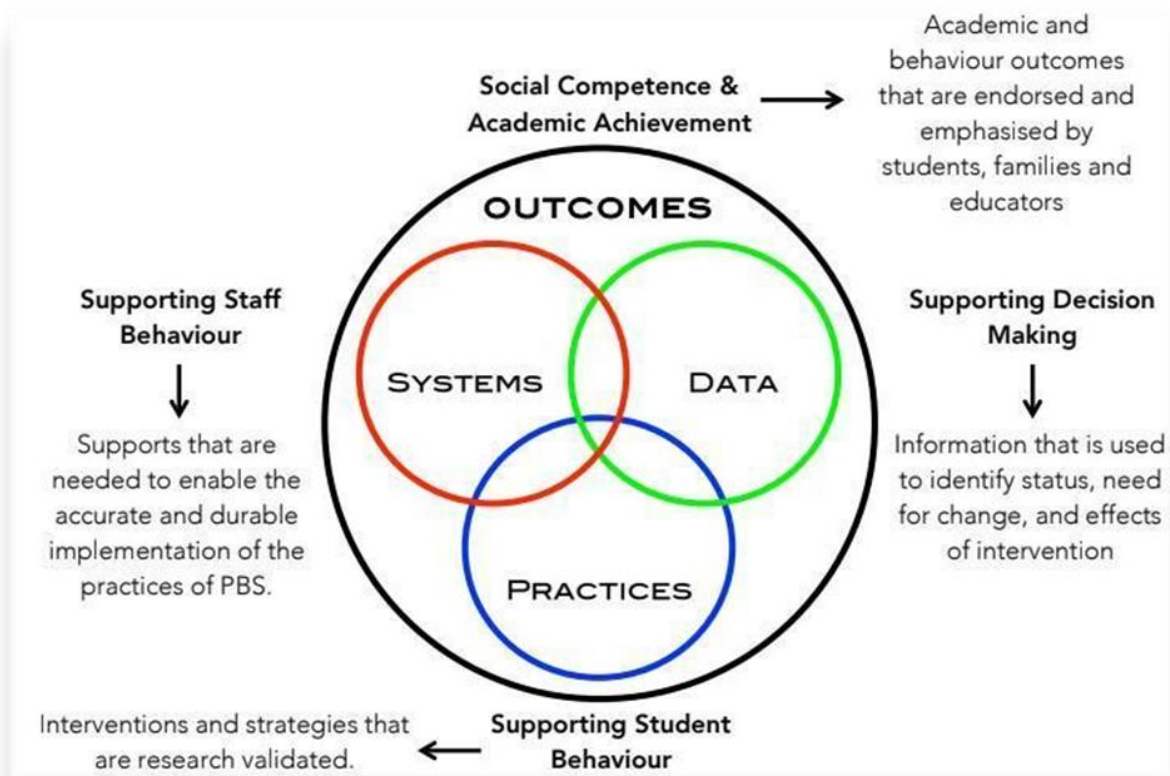 Social Competence &
Academic Achievement
Academic and
behaviour outcomes
that are endorsed and
emphasised by
students, families and
educators
OUTCOMES
Supporting Staff
Behaviour
Supports that are
needed to enable the
accurate and durable
implementation of the
practices of PBS.
SYSTEMS
DATA
PRACTICES
Supporting Decision
Making
Information that is used
to identify status, need
for change, and effects
of intervention
Supporting Student
Behaviour
Interventions and strategies that
are research validated.